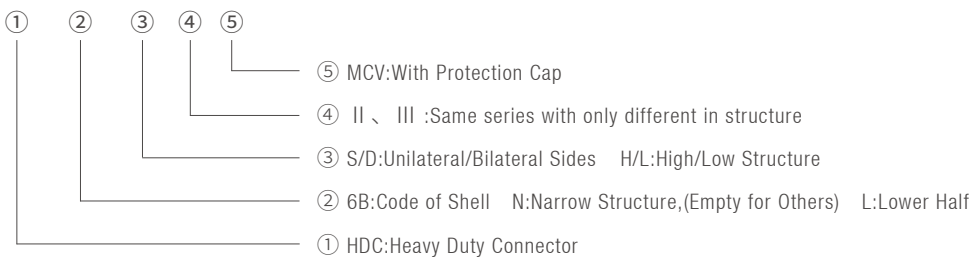 ① ② ③ ④ ⑤
⑤ MCV:With Protection Cap
④ Ⅱ、Ⅲ :Same series with only different in structure
③ S/D:Unilateral/Bilateral Sides H/L:High/Low Structure
② 6B:Code of Shell N:Narrow Structure,(Empty for Others) L:Lower Half
① HDC:Heavy Duty Connector